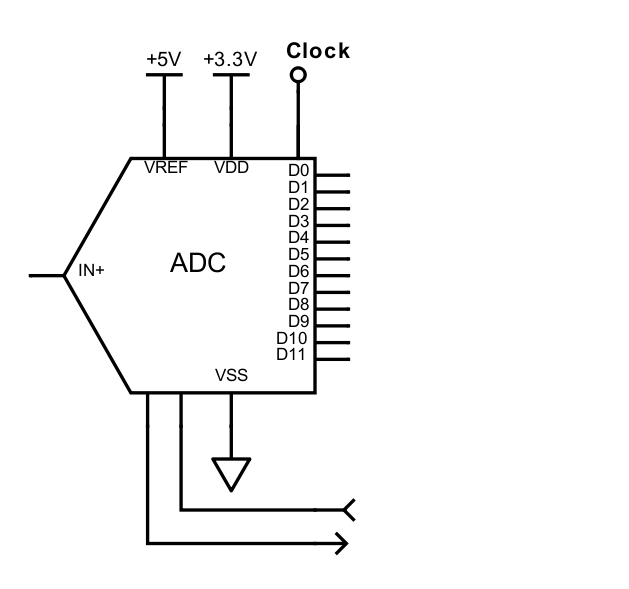 Clock
+5V +3.3V
VREF VDD
D0
D1
D2
D3
D4
D5
D6
D7
D8
D9
D10
D11
IN+
ADC
VSS